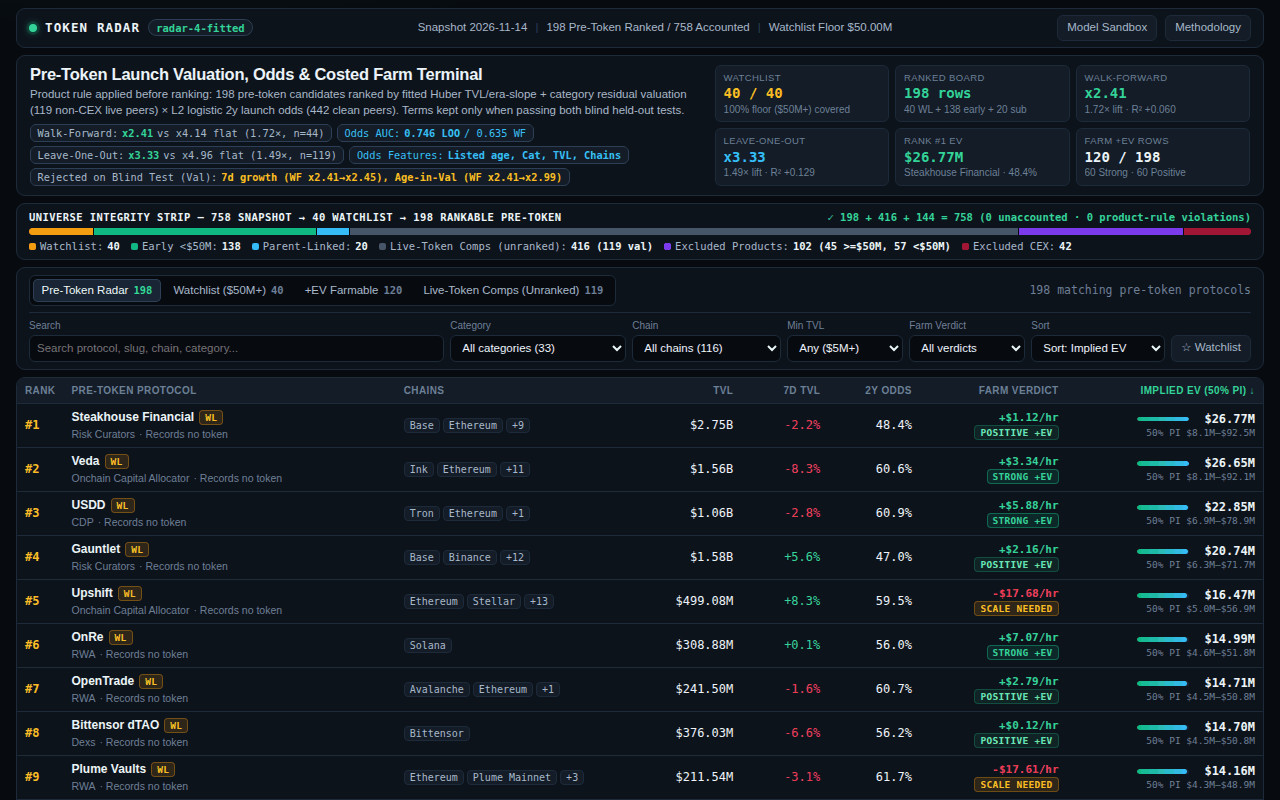 TOKEN RADAR radar-4-fitted Snapshot 2026-11-14 | 198 Pre-Token Ranked / 758 Accounted | Watchlist Floor $50.00M Model Sandbox Methodology
Pre-Token Launch Valuation, Odds & Costed Farm Terminal
Product rule applied before ranking: 198 pre-token candidates ranked by fitted Huber TVL/era-slope + category residual valuation
(119 non-CEX live peers) × L2 logistic 2y launch odds (442 clean peers). Terms kept only when passing both blind held-out tests.
Walk-Forward: x2.41 vs x4.14 flat (1.72×, n=44) Odds AUC: 0.746 LOO / 0.635 WF
Leave-One-Out: x3.33 vs x4.96 flat (1.49×, n=119) Odds Features: Listed age, Cat, TVL, Chains
Rejected on Blind Test (Val): 7d growth (WF x2.41→x2.45), Age-in-Val (WF x2.41→x2.99)
WATCHLIST
40 / 40
100% floor ($50M+) covered
RANKED BOARD
198 rows
40 WL + 138 early + 20 sub
WALK-FORWARD
x2.41
1.72× lift · R² +0.060
LEAVE-ONE-OUT
x3.33
1.49× lift · R² +0.129
RANK #1 EV
$26.77M
Steakhouse Financial · 48.4%
FARM +EV ROWS
120 / 198
60 Strong · 60 Positive
UNIVERSE INTEGRITY STRIP — 758 SNAPSHOT → 40 WATCHLIST → 198 RANKABLE PRE-TOKEN ✓ 198 + 416 + 144 = 758 (0 unaccounted · 0 product-rule violations)
Watchlist: 40 Early <$50M: 138 Parent-Linked: 20 Live-Token Comps (unranked): 416 (119 val) Excluded Products: 102 (45 >=$50M, 57 <$50M) Excluded CEX: 42
Pre-Token Radar 198 Watchlist ($50M+) 40 +EV Farmable 120 Live-Token Comps (Unranked) 119 198 matching pre-token protocols
Search Category Chain Min TVL Farm Verdict Sort
Search protocol, slug, chain, category... All categories (33) All chains (116) Any ($5M+) All verdicts Sort: Implied EV ☆ Watchlist
RANK PRE-TOKEN PROTOCOL CHAINS TVL 7D TVL 2Y ODDS FARM VERDICT IMPLIED EV (50% PI) ↓
#1 Steakhouse Financial WL Base Ethereum +9 $2.75B -2.2% 48.4% +$1.12/hr $26.77M
Risk Curators · Records no token POSITIVE +EV 50% PI $8.1M–$92.5M
#2 Veda WL Ink Ethereum +11 $1.56B -8.3% 60.6% +$3.34/hr $26.65M
Onchain Capital Allocator · Records no token STRONG +EV 50% PI $8.1M–$92.1M
#3 USDD WL Tron Ethereum +1 $1.06B -2.8% 60.9% +$5.88/hr $22.85M
CDP · Records no token STRONG +EV 50% PI $6.9M–$78.9M
#4 Gauntlet WL Base Binance +12 $1.58B +5.6% 47.0% +$2.16/hr $20.74M
Risk Curators · Records no token POSITIVE +EV 50% PI $6.3M–$71.7M
#5 Upshift WL Ethereum Stellar +13 $499.08M +8.3% 59.5% -$17.68/hr $16.47M
Onchain Capital Allocator · Records no token SCALE NEEDED 50% PI $5.0M–$56.9M
#6 OnRe WL Solana $308.88M +0.1% 56.0% +$7.07/hr $14.99M
RWA · Records no token STRONG +EV 50% PI $4.6M–$51.8M
#7 OpenTrade WL Avalanche Ethereum +1 $241.50M -1.6% 60.7% +$2.79/hr $14.71M
RWA · Records no token POSITIVE +EV 50% PI $4.5M–$50.8M
#8 Bittensor dTAO WL Bittensor $376.03M -6.6% 56.2% +$0.12/hr $14.70M
Dexs · Records no token POSITIVE +EV 50% PI $4.5M–$50.8M
#9 Plume Vaults WL Ethereum Plume Mainnet +3 $211.54M -3.1% 61.7% -$17.61/hr $14.16M
RWA · Records no token SCALE NEEDED 50% PI $4.3M–$48.9M